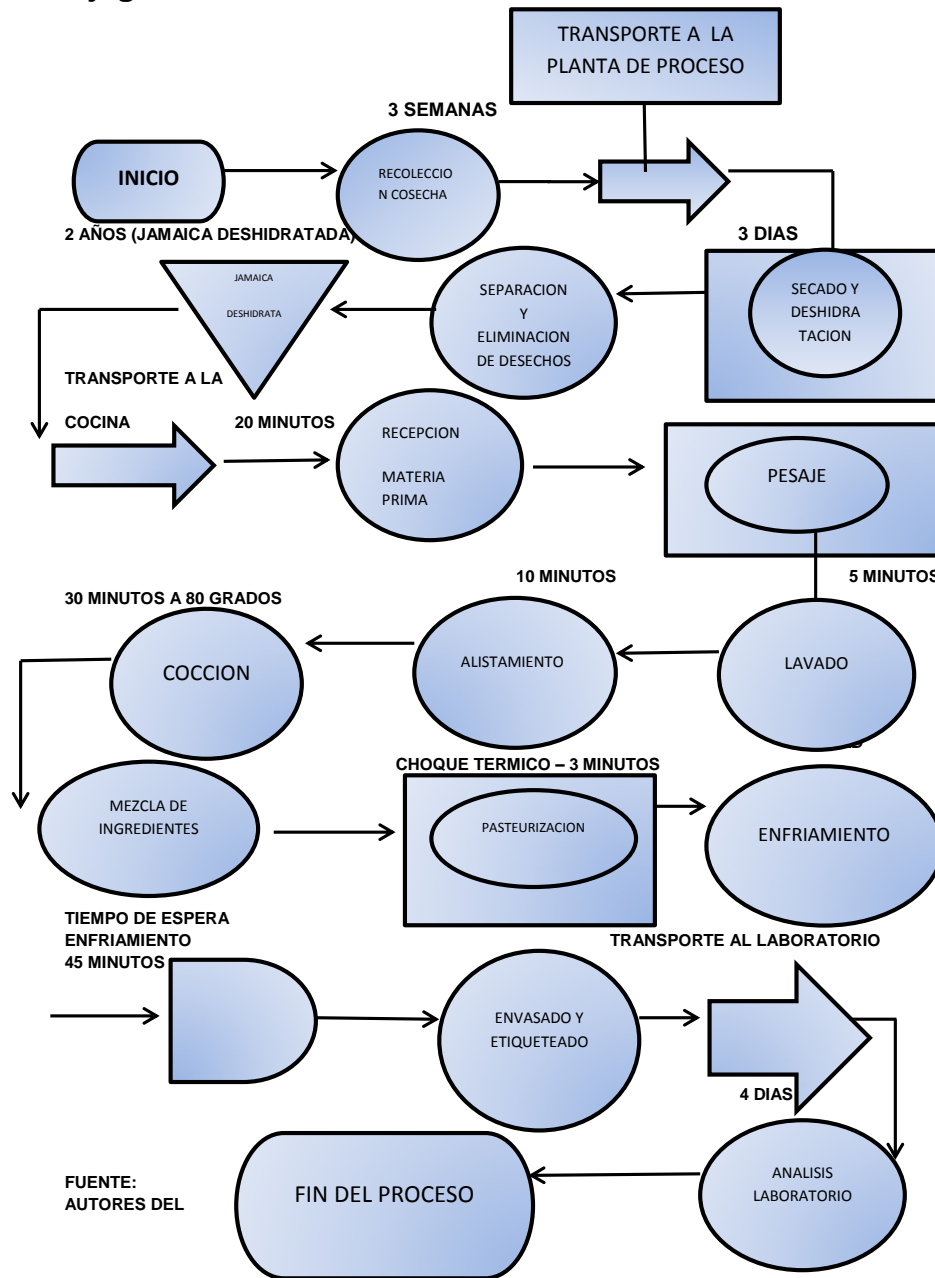 TRANSPORTE A LA
PLANTA DE PROCESO
3 SEMANAS
INICIO
RECOLECCIO
N COSECHA
2 AÑOS (JAMAICA DESHIDRATADA)
3 DIAS
JAMAICA
DESHIDRATA
SEPARACION
Y
ELIMINACION
DE DESECHOS
SECADO Y
DESHIDRA
TACION
TRANSPORTE A LA
COCINA
20 MINUTOS
RECEPCION
MATERIA
PRIMA
PESAJE
10 MINUTOS
5 MINUTOS
30 MINUTOS A 80 GRADOS
COCCION
ALISTAMIENTO
LAVADO
CHOQUE TERMICO – 3 MINUTOS
MEZCLA DE
INGREDIENTES
PASTEURIZACION
ENFRIAMIENTO
TIEMPO DE ESPERA
ENFRIAMIENTO
45 MINUTOS
TRANSPORTE AL LABORATORIO
ENVASADO Y
ETIQUETEADO
4 DIAS
ANALISIS
LABORATORIO
FIN DEL PROCESO
FUENTE:
AUTORES DEL